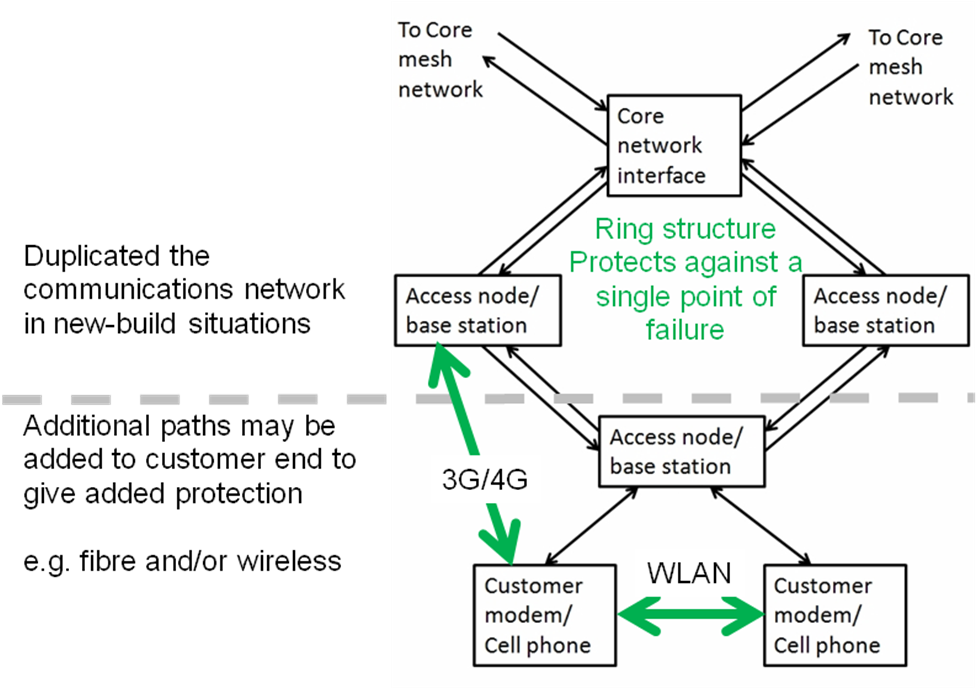 To Core
mesh
network
To Core
mesh
network
Core
network
interface
Ring structure
Protects against a
single point of
failure
Duplicated the
communications network
in new-build situations
Access node/
base station
Access node/
base station
Additional paths may be
added to customer end to
give added protection
e.g. fibre and/or wireless
Access node/
base station
3G/4G
WLAN
Customer
modem/
Cell phone
Customer
modem/
Cell phone